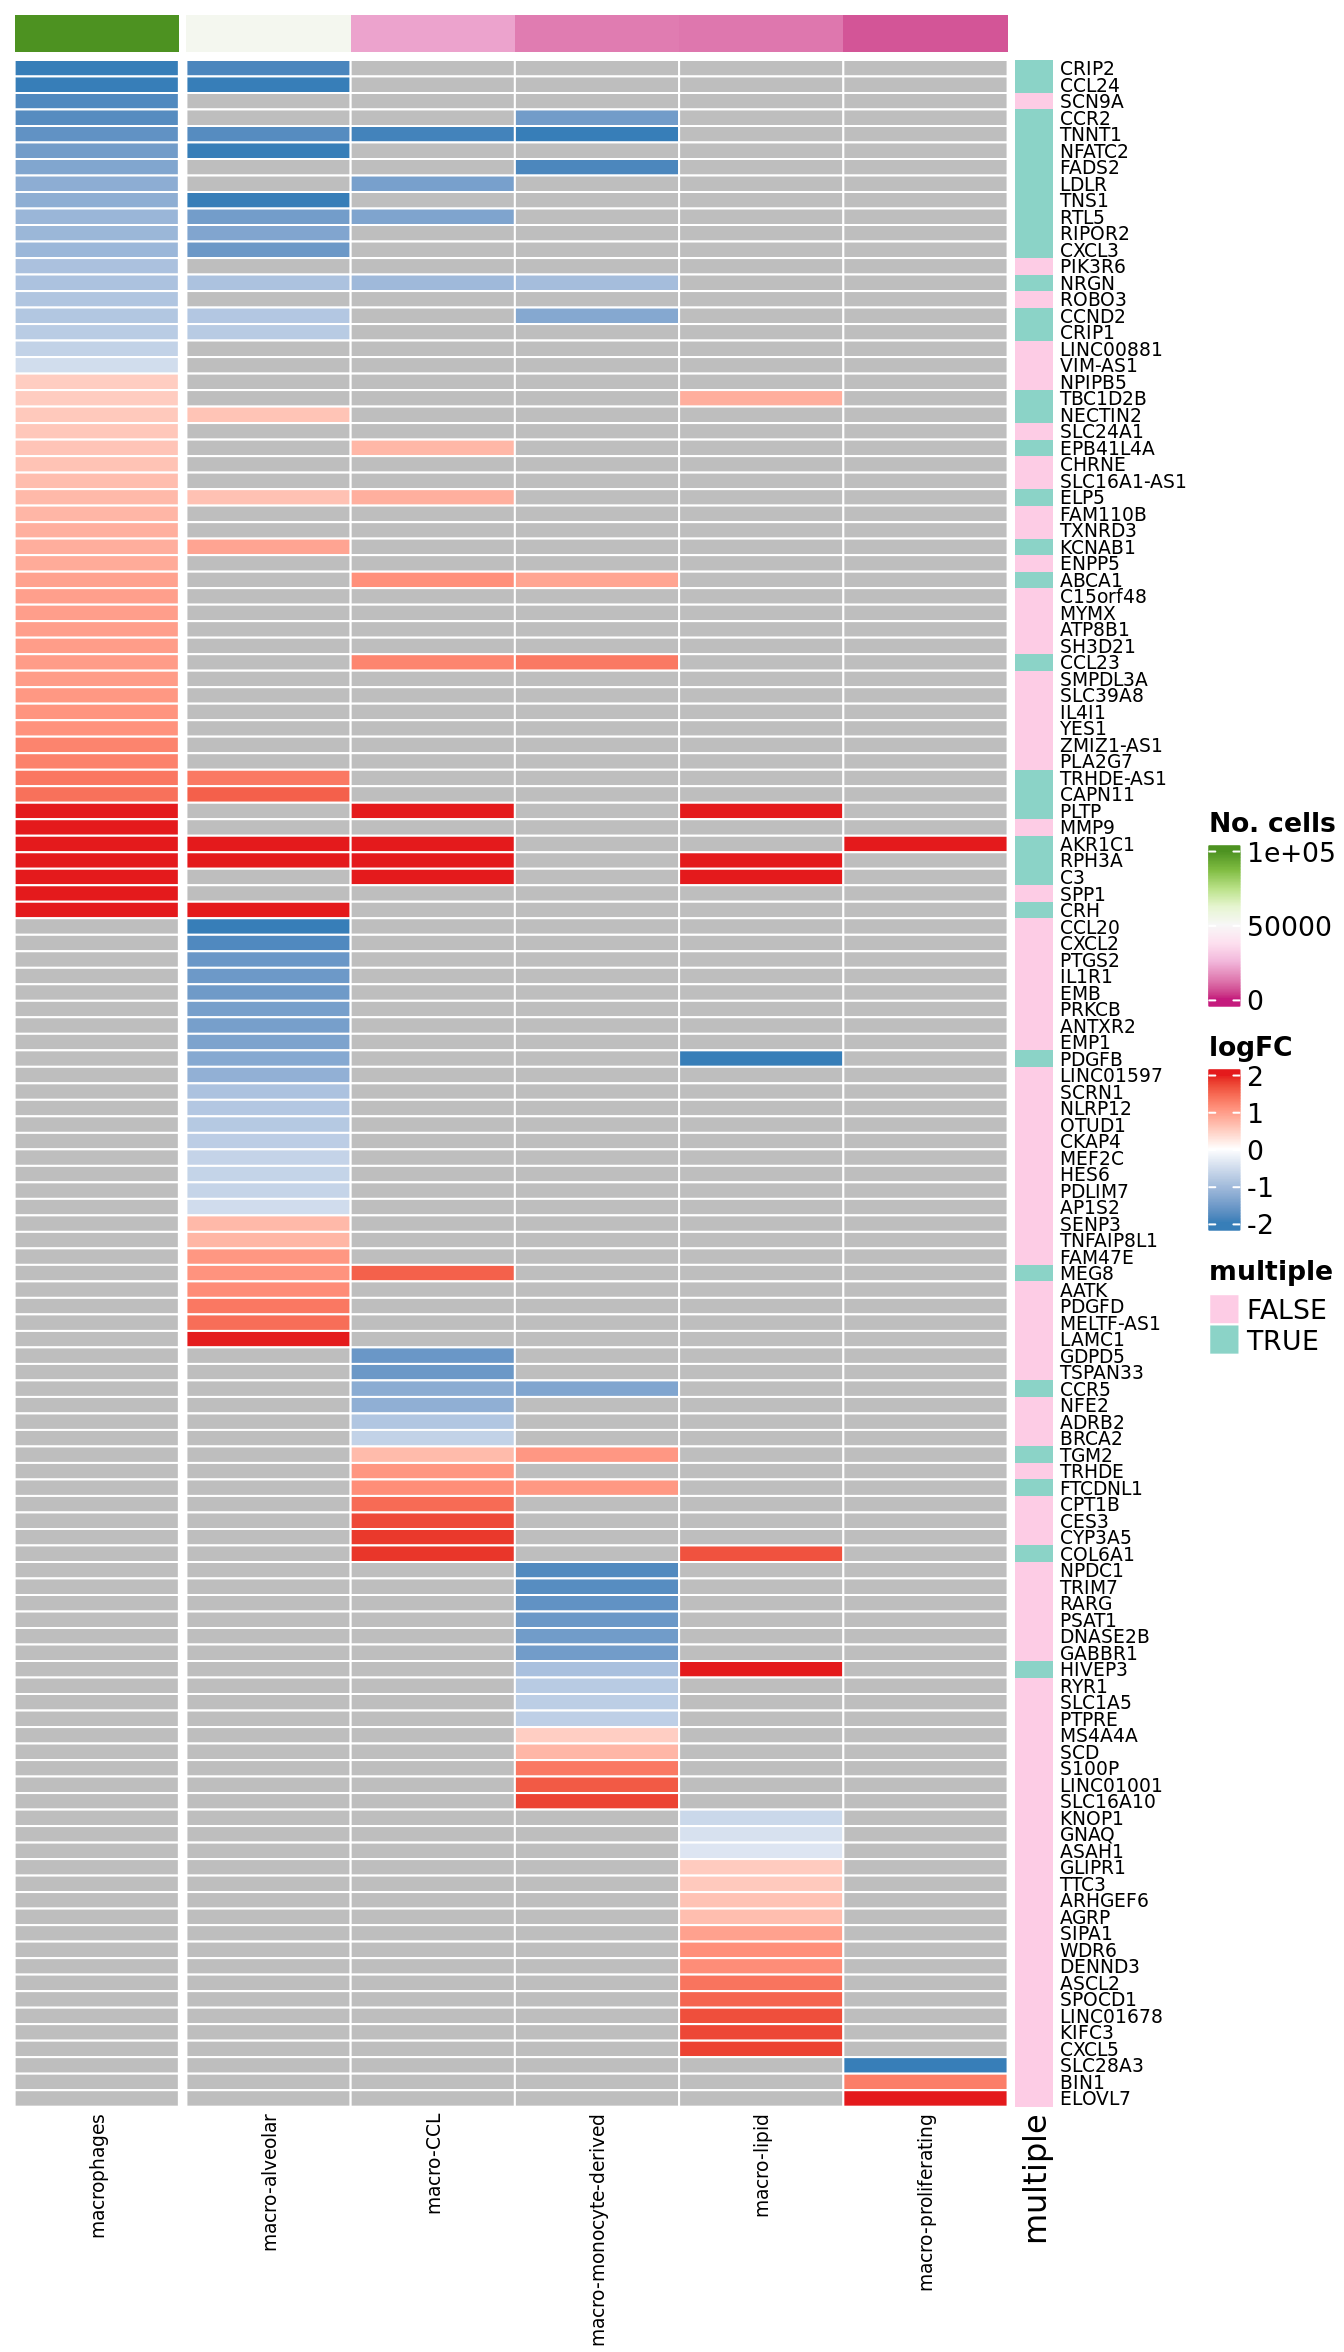 CRIP2
CCL24
SCN9A
CCR2
TNNT1
NFATC2
FADS2
LDLR
TNS1
RTL5
RIPOR2
CXCL3
PIK3R6
NRGN
ROBO3
CCND2
CRIP1
LINC00881
VIM-AS1
NPIPB5
TBC1D2B
NECTIN2
SLC24A1
EPB41L4A
CHRNE
SLC16A1-AS1
ELP5
FAM110B
TXNRD3
KCNAB1
ENPP5
ABCA1
C15orf48
MYMX
ATP8B1
SH3D21
CCL23
SMPDL3A
SLC39A8
IL4I1
YES1
ZMIZ1-AS1
PLA2G7
TRHDE-AS1
CAPN11
PLTP
MMP9
AKR1C1
RPH3A
C3
SPP1
CRH
CCL20
CXCL2
PTGS2
IL1R1
EMB
PRKCB
ANTXR2
EMP1
PDGFB
LINC01597
SCRN1
NLRP12
OTUD1
CKAP4
MEF2C
HES6
PDLIM7
AP1S2
SENP3
TNFAIP8L1
FAM47E
MEG8
AATK
PDGFD
MELTF-AS1
LAMC1
GDPD5
TSPAN33
CCR5
NFE2
ADRB2
BRCA2
TGM2
TRHDE
FTCDNL1
CPT1B
CES3
CYP3A5
COL6A1
NPDC1
TRIM7
RARG
PSAT1
DNASE2B
GABBR1
HIVEP3
RYR1
SLC1A5
PTPRE
MS4A4A
SCD
S100P
LINC01001
SLC16A10
KNOP1
GNAQ
ASAH1
GLIPR1
TTC3
ARHGEF6
AGRP
SIPA1
WDR6
DENND3
ASCL2
SPOCD1
LINC01678
KIFC3
CXCL5
SLC28A3
BIN1
ELOVL7
macrophages
macro-alveolar
macro-CCL
macro-monocyte-derived
macro-lipid
macro-proliferating
multiple
No. cells
1e+05
50000
0
logFC
2
1
0
-1
-2
multiple
FALSE
TRUE